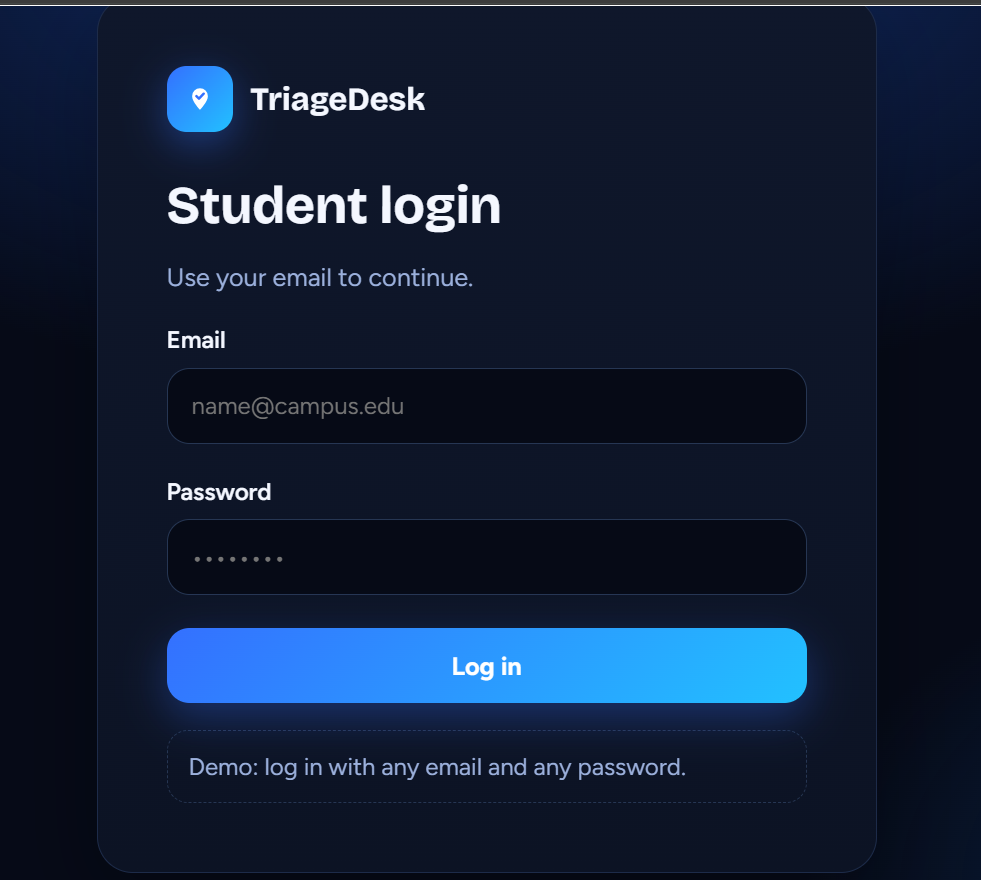 TriageDesk
Student login
Use your email to continue.
Email
name@campus.edu
Password
••••••••
Log in
Demo: log in with any email and any password.